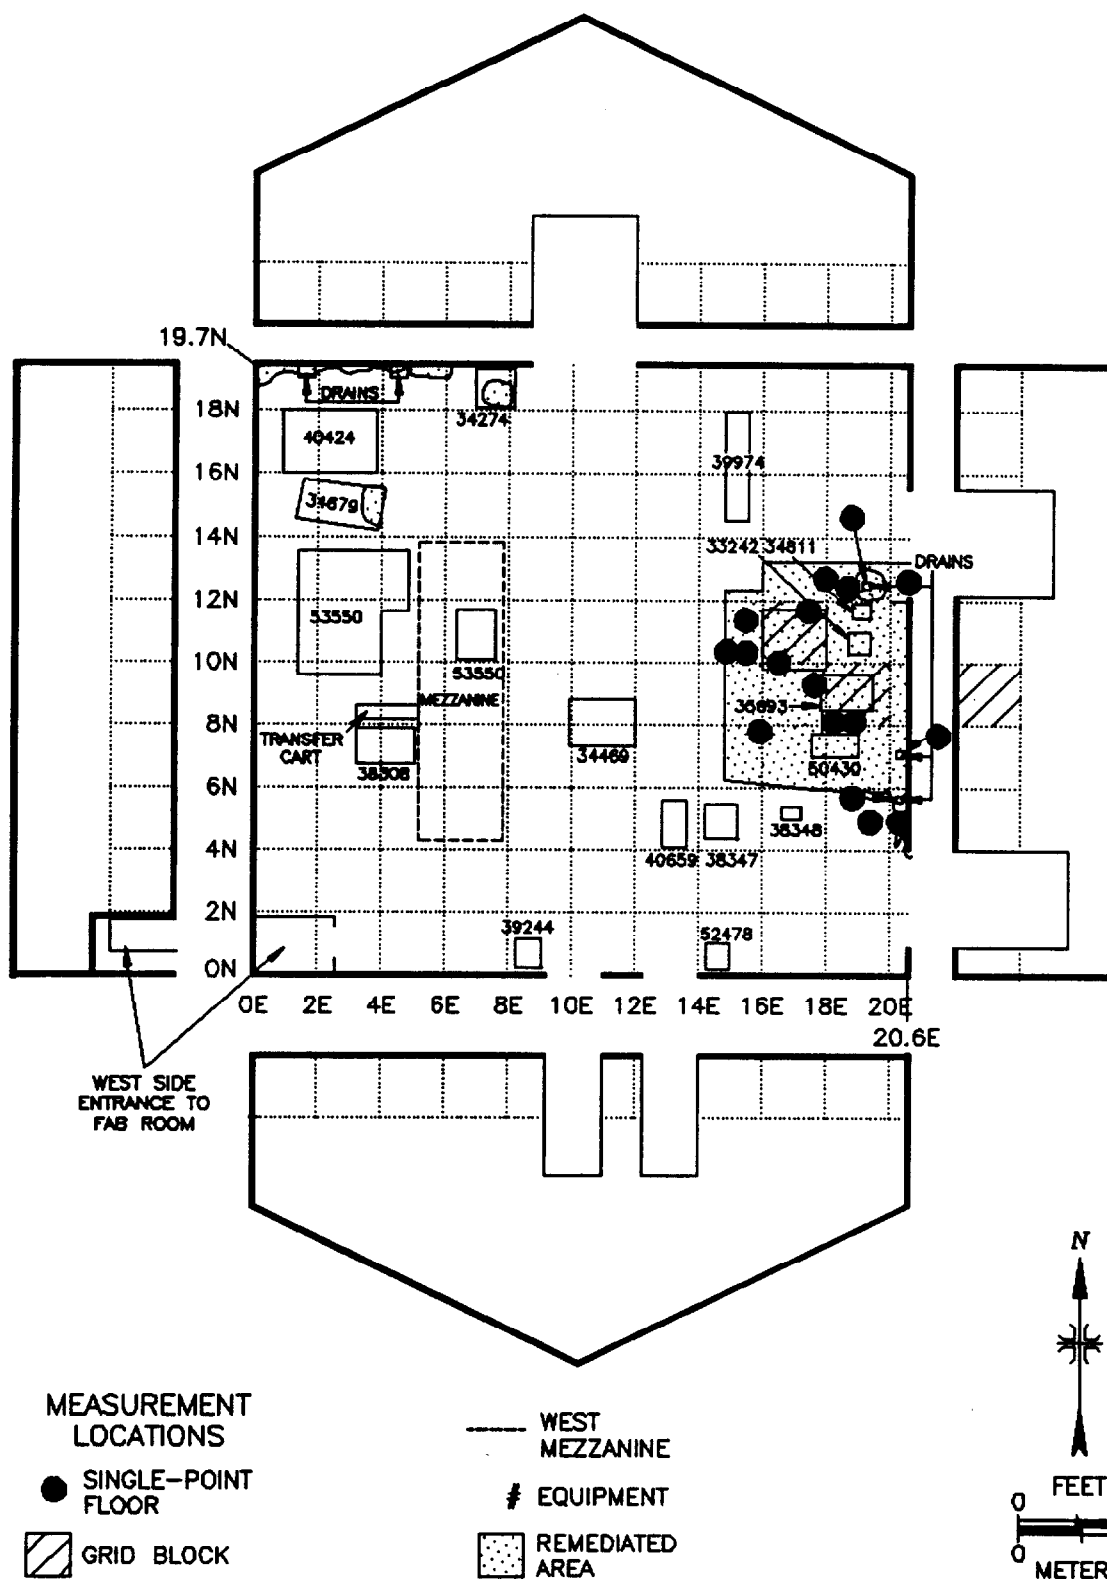 19.7N
DRAINS
18N
34274
40424
39974
16N
34679
14N
33242 34811
DRAINS
12N
53550
10N
53550
MEZZANINE
36693
8N
TRANSFER
CART
34469
50430
38308
6N
38348
4N
40659 38347
2N
39244
52478
0N
0E 2E 4E 6E 8E 10E 12E 14E 16E 18E 20E
20.6E
WEST SIDE
ENTRANCE TO
FAB ROOM
N
MEASUREMENT
LOCATIONS
SINGLE-POINT
FLOOR
GRID BLOCK
WEST
MEZZANINE
# EQUIPMENT
REMEDIATED
AREA
FEET
0
0
METER